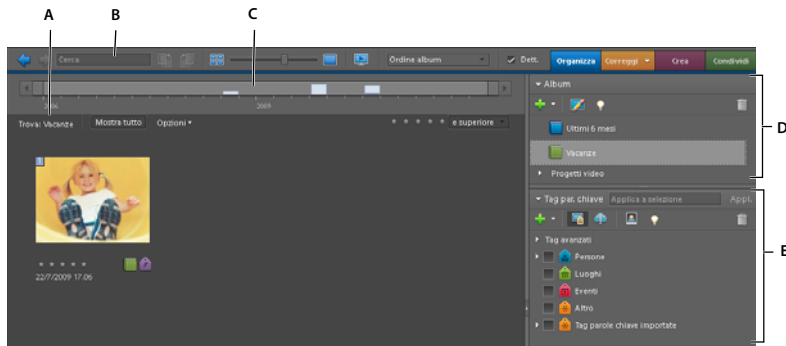 A B C
Cerca Ordine album Dett. Organizza Correggi Crea Condividi
2006 2009
Trova: Vacanze Mostra tutto Opzioni e superiore
1
22/7/2009 17.06
Album
Ultimi 6 mesi
Vacanze
Progetti video
D
Tag par. chiave Applica a selezione Appl.
Tag avanzati
Persone
Luoghi
Eventi
Altro
Tag parole chiave importate
E